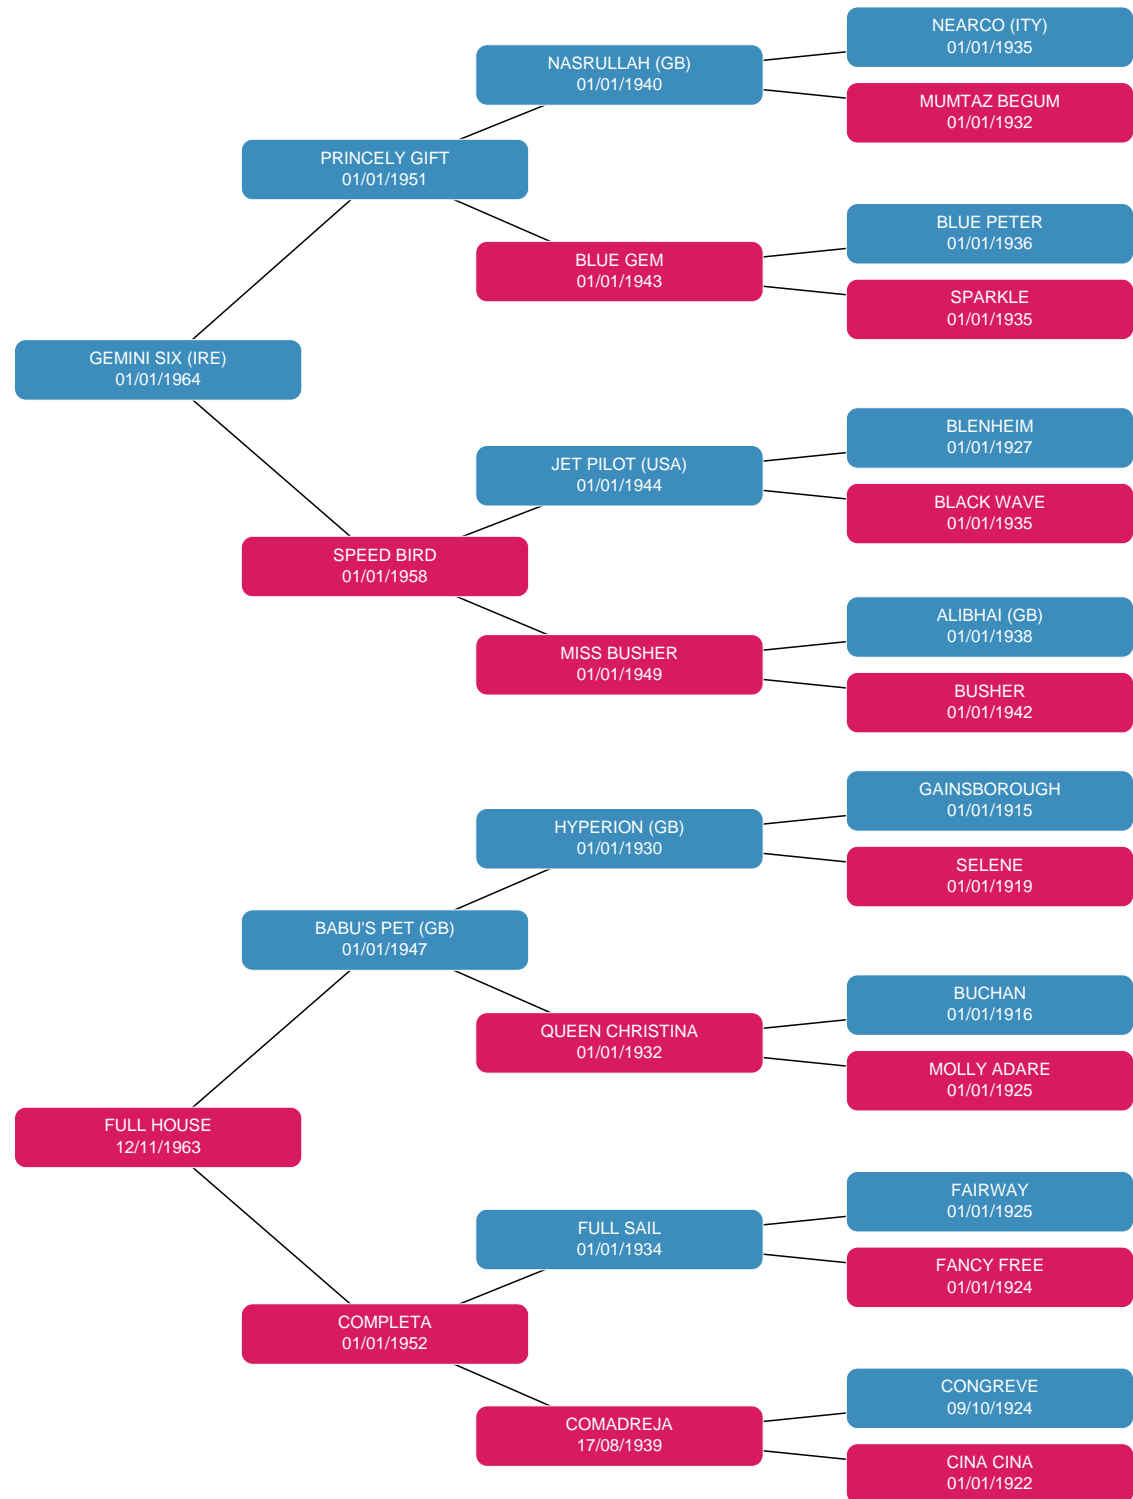 NEARCO (ITY)
01/01/1935
NASRULLAH (GB)
01/01/1940
MUMTAZ BEGUM
01/01/1932
PRINCELY GIFT
01/01/1951
BLUE PETER
01/01/1936
BLUE GEM
01/01/1943
SPARKLE
01/01/1935
GEMINI SIX (IRE)
01/01/1964
BLENHEIM
01/01/1927
JET PILOT (USA)
01/01/1944
BLACK WAVE
01/01/1935
SPEED BIRD
01/01/1958
ALIBHAI (GB)
01/01/1938
MISS BUSHER
01/01/1949
BUSHER
01/01/1942
GAINSBOROUGH
01/01/1915
HYPERION (GB)
01/01/1930
SELENE
01/01/1919
BABU'S PET (GB)
01/01/1947
BUCHAN
01/01/1916
QUEEN CHRISTINA
01/01/1932
MOLLY ADARE
01/01/1925
FULL HOUSE
12/11/1963
FAIRWAY
01/01/1925
FULL SAIL
01/01/1934
FANCY FREE
01/01/1924
COMPLETA
01/01/1952
CONGREVE
09/10/1924
COMADREJA
17/08/1939
CINA CINA
01/01/1922